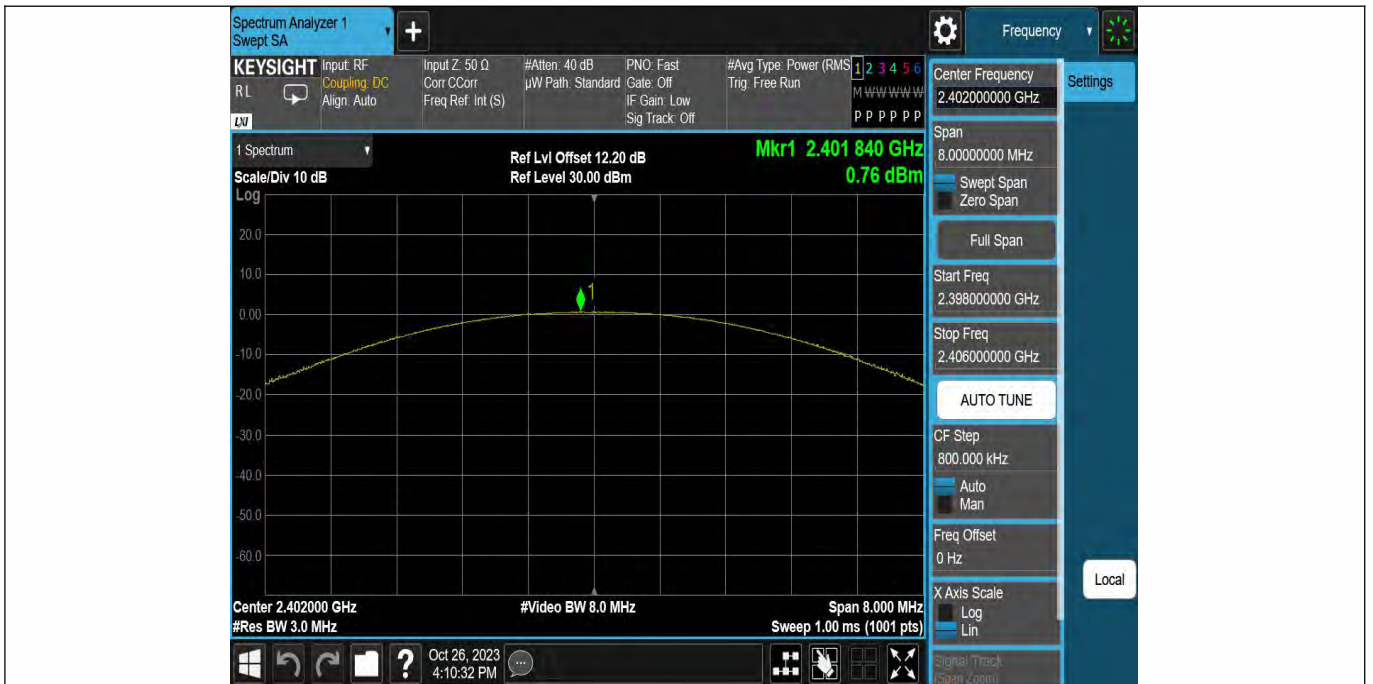 Spectrum Analyzer 1
Swept SA
+
Frequency
KEYSIGHT
RL
LXI
Input: RF
Coupling: DC
Align: Auto
Input Z: 50 Ω
Corr CCorr
Freq Ref: Int (S)
#Atten: 40 dB
µW Path: Standard
PNO: Fast
Gate: Off
IF Gain: Low
Sig Track: Off
#Avg Type: Power (RMS
Trig: Free Run
1 2 3 4 5 6
M W W W W W
P P P P P P
1 Spectrum
Scale/Div 10 dB
Ref Lvl Offset 12.20 dB
Ref Level 30.00 dBm
Mkr1 2.401 840 GHz
0.76 dBm
Log
20.0
10.0
0.00
-10.0
-20.0
-30.0
-40.0
-50.0
-60.0
1
Center 2.402000 GHz
#Res BW 3.0 MHz
#Video BW 8.0 MHz
Span 8.000 MHz
Sweep 1.00 ms (1001 pts)
Center Frequency
2.402000000 GHz
Settings
Span
8.00000000 MHz
Swept Span
Zero Span
Full Span
Start Freq
2.398000000 GHz
Stop Freq
2.406000000 GHz
AUTO TUNE
CF Step
800.000 kHz
Auto
Man
Freq Offset
0 Hz
X Axis Scale
Log
Lin
Local
Signal Track
(Span Zoom)
?
Oct 26, 2023
4:10:32 PM